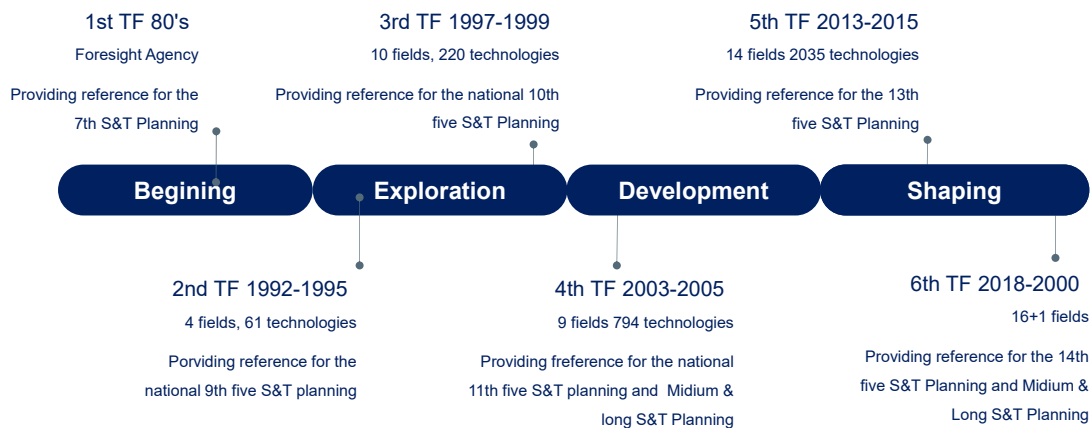 1st TF 80's
Foresight Agency
Providing reference for the
7th S&T Planning
3rd TF 1997-1999
10 fields, 220 technologies
Providing reference for the national 10th
five S&T Planning
5th TF 2013-2015
14 fields 2035 technologies
Providing reference for the 13th
five S&T Planning
Begining
Exploration
Development
Shaping
2nd TF 1992-1995
4 fields, 61 technologies
Porviding reference for the
national 9th five S&T planning
4th TF 2003-2005
9 fields 794 technologies
Providing freference for the national
11th five S&T planning and Midium &
long S&T Planning
6th TF 2018-2000
16+1 fields
Providing reference for the 14th
five S&T Planning and Midium &
Long S&T Planning